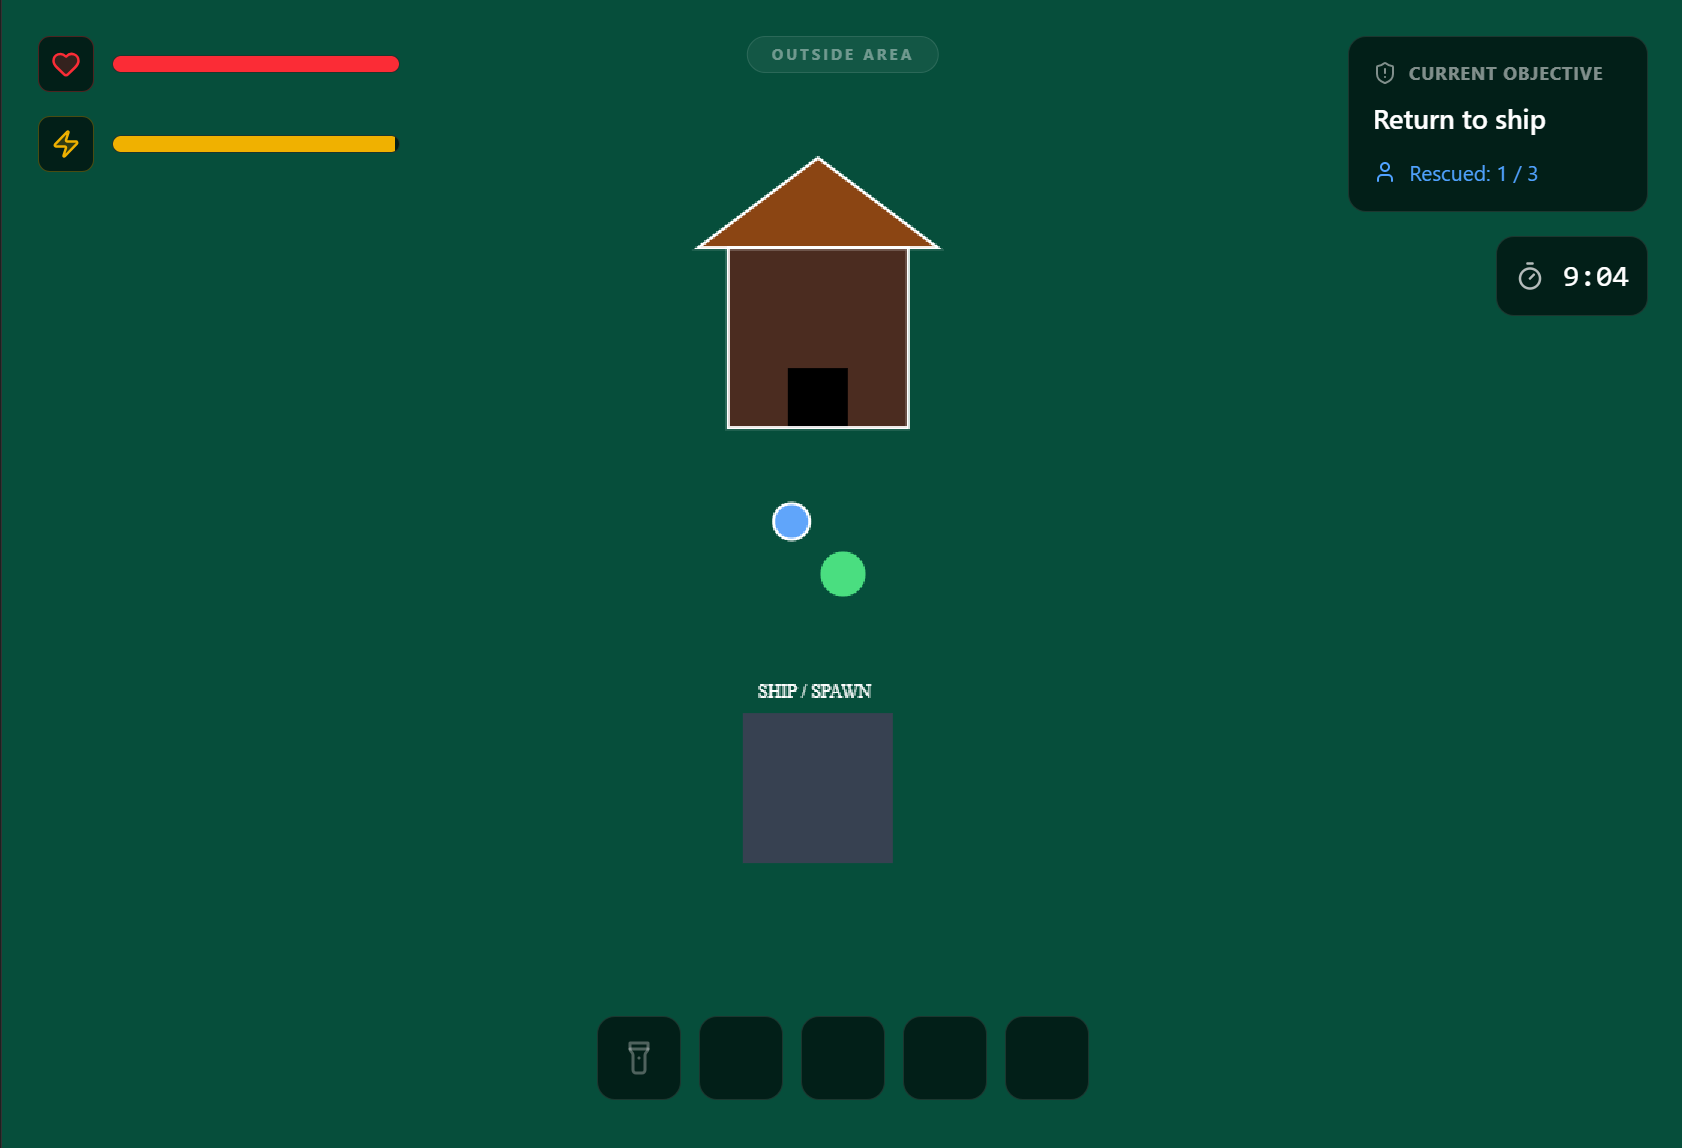 OUTSIDE AREA
CURRENT OBJECTIVE
Return to ship
Rescued: 1 / 3
9:04
SHIP / SPAWN